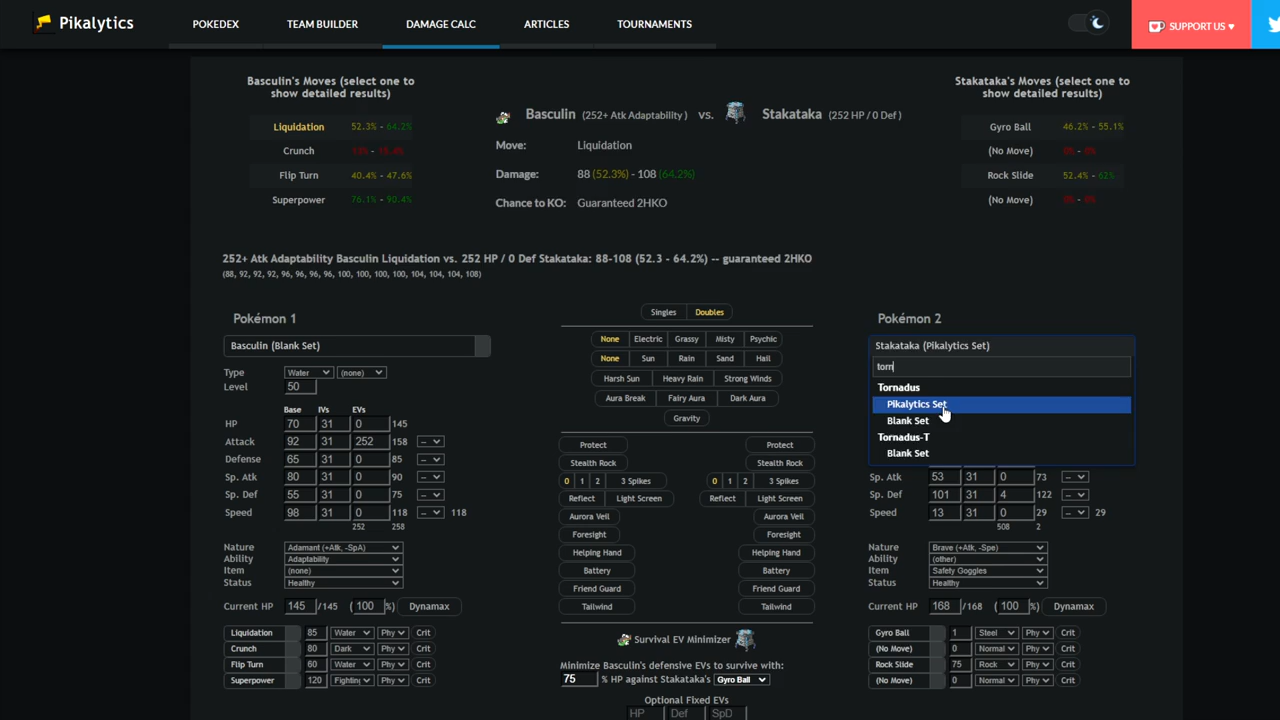 Pikalytics POKEDEX TEAM BUILDER DAMAGE CALC ARTICLES TOURNAMENTS SUPPORT US ♥
Basculin's Moves (select one to
show detailed results)
Liquidation 52.3% - 64.2%
Crunch
Flip Turn 40.4% - 47.6%
Superpower 76.1% - 90.4%
Basculin (252+ Atk Adaptability ) VS. Stakataka (252 HP / 0 Def )
Move: Liquidation
Damage: 88 (52.3%) - 108 (64.2%)
Chance to KO: Guaranteed 2HKO
Stakataka's Moves (select one to
show detailed results)
Gyro Ball 46.2% - 55.1%
(No Move) 0% - 0%
Rock Slide 52.4% - 62%
(No Move) 0% - 0%
252+ Atk Adaptability Basculin Liquidation vs. 252 HP / 0 Def Stakataka: 88-108 (52.3 - 64.2%) -- guaranteed 2HKO
(88, 92, 92, 92, 96, 96, 96, 96, 100, 100, 100, 100, 104, 104, 104, 108)
Pokémon 1
Basculin (Blank Set)
Type Water (none)
Level 50
Base IVs EVs
HP 70 31 0 145
Attack 92 31 252 158 --
Defense 65 31 0 85 --
Sp. Atk 80 31 0 90 --
Sp. Def 55 31 0 75 --
Speed 98 31 0 118 -- 118
252 258
Nature Adamant (+Atk, -SpA)
Ability Adaptability
Item (none)
Status Healthy
Current HP 145 /145 ( 100 %) Dynamax
Liquidation 85 Water Phy Crit
Crunch 80 Dark Phy Crit
Flip Turn 60 Water Phy Crit
Superpower 120 Fighting Phy Crit
Singles Doubles
None Electric Grassy Misty Psychic
None Sun Rain Sand Hail
Harsh Sun Heavy Rain Strong Winds
Aura Break Fairy Aura Dark Aura
Gravity
Protect Protect
Stealth Rock Stealth Rock
0 1 2 3 Spikes 0 1 2 3 Spikes
Reflect Light Screen Reflect Light Screen
Aurora Veil Aurora Veil
Foresight Foresight
Helping Hand Helping Hand
Battery Battery
Friend Guard Friend Guard
Tailwind Tailwind
Survival EV Minimizer
Minimize Basculin's defensive EVs to survive with:
75 % HP against Stakataka's Gyro Ball
Optional Fixed EVs
HP Def SpD
Pokémon 2
Stakataka (Pikalytics Set)
torn
Tornadus
Pikalytics Set
Blank Set
Tornadus-T
Blank Set
Sp. Atk 53 31 0 73 --
Sp. Def 101 31 4 122 --
Speed 13 31 0 29 -- 29
508 2
Nature Brave (+Atk, -Spe)
Ability (other)
Item Safety Goggles
Status Healthy
Current HP 168 /168 ( 100 %) Dynamax
Gyro Ball 1 Steel Phy Crit
(No Move) 0 Normal Phy Crit
Rock Slide 75 Rock Phy Crit
(No Move) 0 Normal Phy Crit